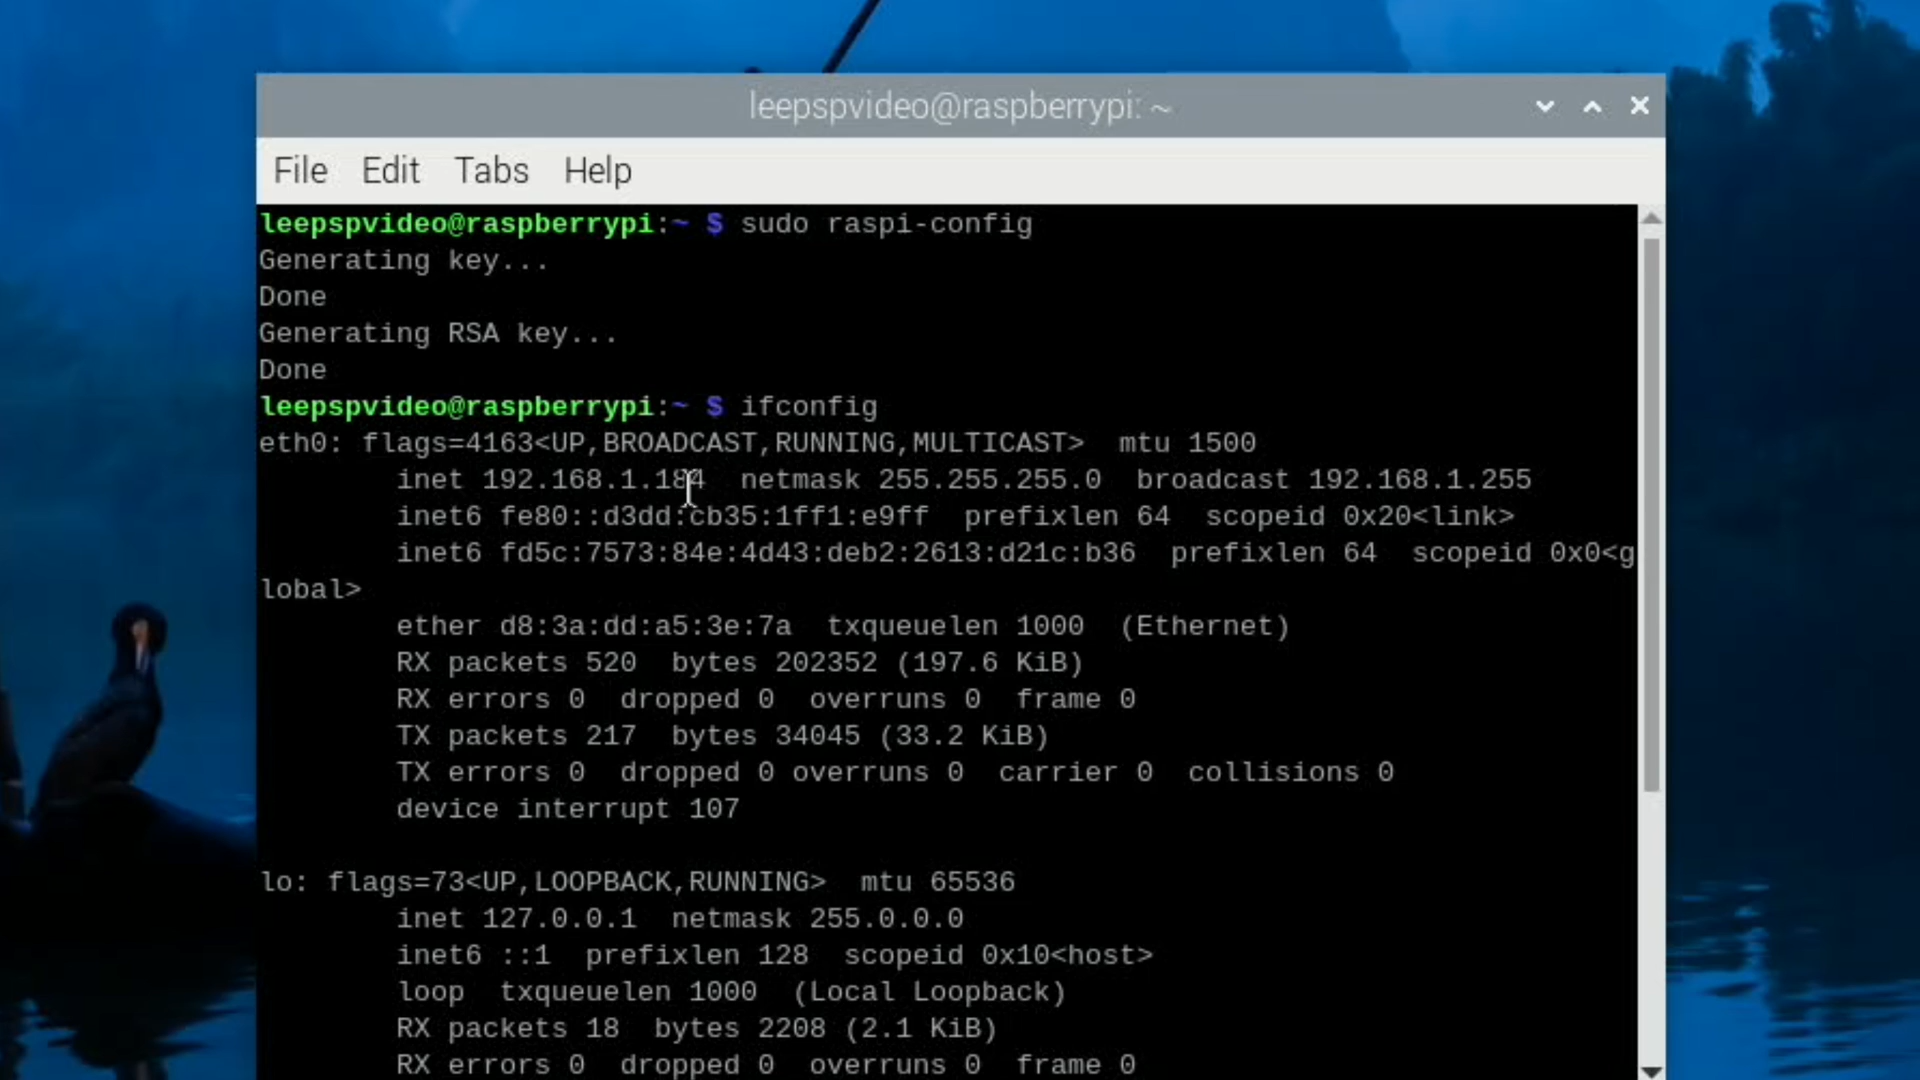 leepspvideo@raspberrypi: ~
File Edit Tabs Help
leepspvideo@raspberrypi:~ $ sudo raspi-config
Generating key...
Done
Generating RSA key...
Done
leepspvideo@raspberrypi:~ $ ifconfig
eth0: flags=4163<UP,BROADCAST,RUNNING,MULTICAST>  mtu 1500
        inet 192.168.1.184  netmask 255.255.255.0  broadcast 192.168.1.255
        inet6 fe80::d3dd:cb35:1ff1:e9ff  prefixlen 64  scopeid 0x20<link>
        inet6 fd5c:7573:84e:4d43:deb2:2613:d21c:b36  prefixlen 64  scopeid 0x0<g
lobal>
        ether d8:3a:dd:a5:3e:7a  txqueuelen 1000  (Ethernet)
        RX packets 520  bytes 202352 (197.6 KiB)
        RX errors 0  dropped 0  overruns 0  frame 0
        TX packets 217  bytes 34045 (33.2 KiB)
        TX errors 0  dropped 0 overruns 0  carrier 0  collisions 0
        device interrupt 107
lo: flags=73<UP,LOOPBACK,RUNNING>  mtu 65536
        inet 127.0.0.1  netmask 255.0.0.0
        inet6 ::1  prefixlen 128  scopeid 0x10<host>
        loop  txqueuelen 1000  (Local Loopback)
        RX packets 18  bytes 2208 (2.1 KiB)
        RX errors 0  dropped 0  overruns 0  frame 0